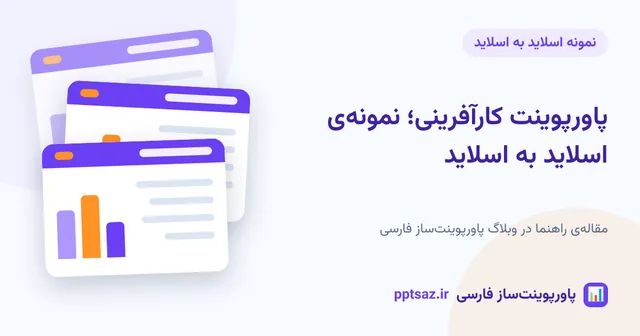 نمونه اسلاید به اسلاید
پاورپوینت کارآفرینی؛ نمونه‌ی
اسلاید به اسلاید
مقاله‌ی راهنما در وبلاگ پاورپوینت‌ساز فارسی
پاورپوینت‌ساز فارسی pptsaz.ir